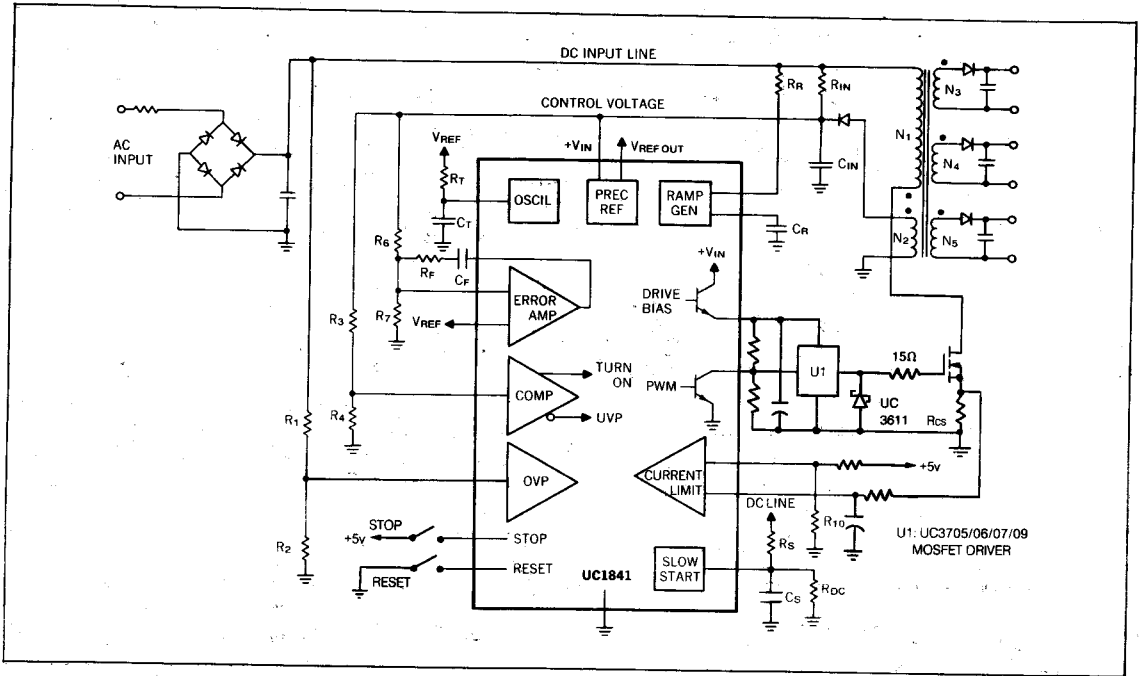 DC INPUT LINE
RR
RIN
N3
CONTROL VOLTAGE
N1
AC
INPUT
VREF
+VIN
VREF OUT
CIN
N4
RT
OSCIL
PREC
REF
RAMP
GEN
CT
CR
N2
N5
R6
RF
CF
+VIN
ERROR
AMP
DRIVE
BIAS
R3
R7
VREF
U1
15Ω
TURN
ON
PWM
COMP
UC
3611
RCS
R1
R4
UVP
OVP
CURRENT
LIMIT
+5v
DC LINE
R10
U1: UC3705/06/07/09
MOSFET DRIVER
R2
STOP
+5v
STOP
RS
RESET
RESET
UC1841
SLOW
START
CS
RDC